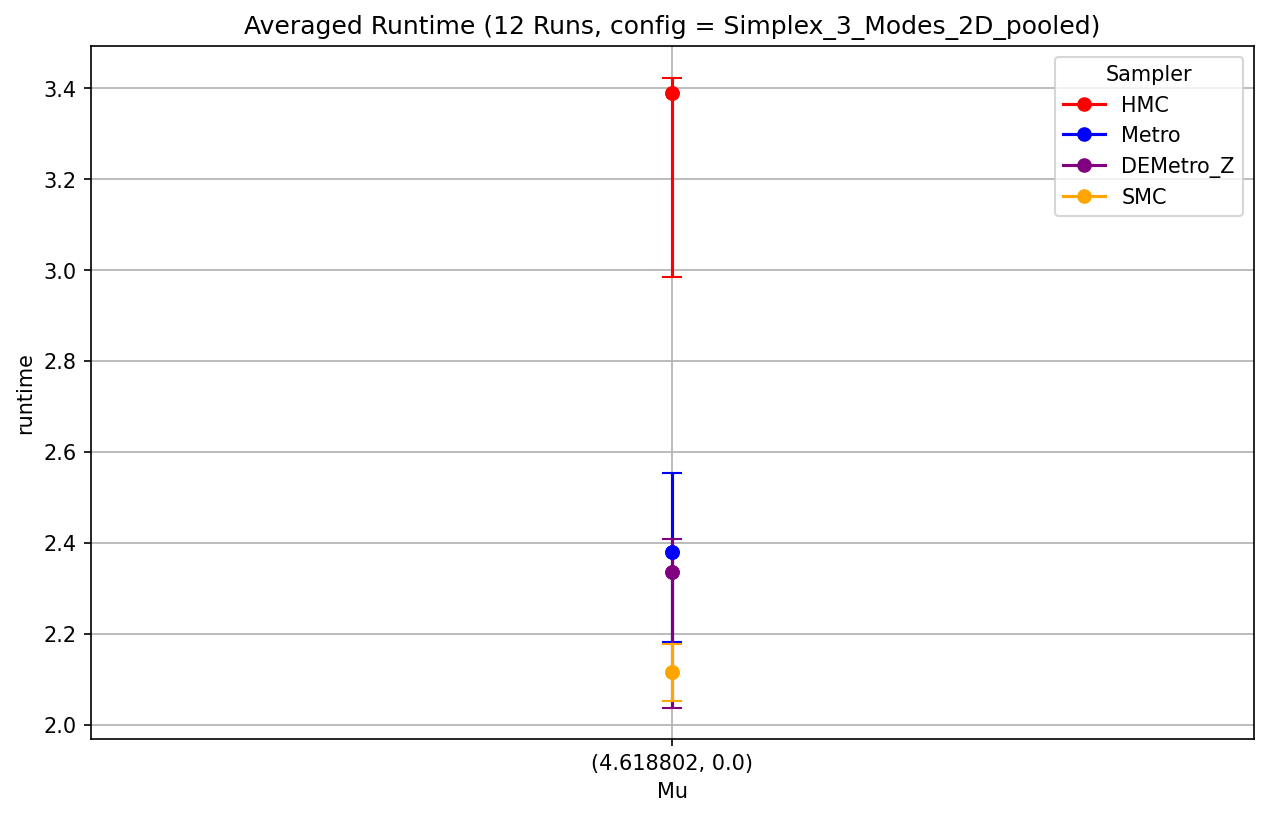 Averaged Runtime (12 Runs, config = Simplex_3_Modes_2D_pooled)
Sampler
HMC
Metro
DEMetro_Z
SMC
runtime
3.4
3.2
3.0
2.8
2.6
2.4
2.2
2.0
(4.618802, 0.0)
Mu